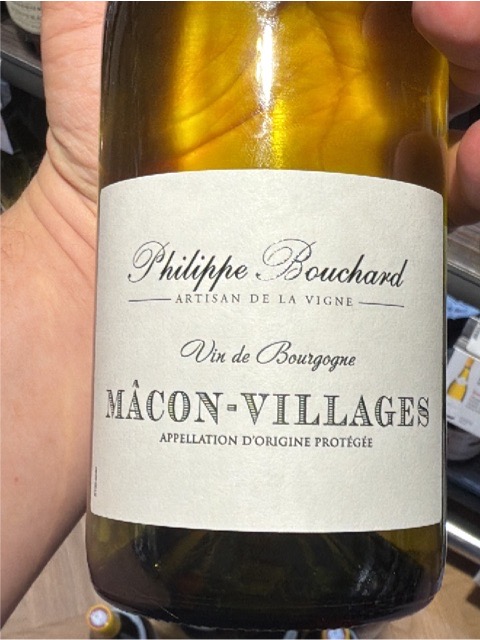 Philippe Bouchard
ARTISAN DE LA VIGNE
Vin de Bourgogne
MÂCON-VILLAGES
APPELLATION D'ORIGINE PROTÉGÉE